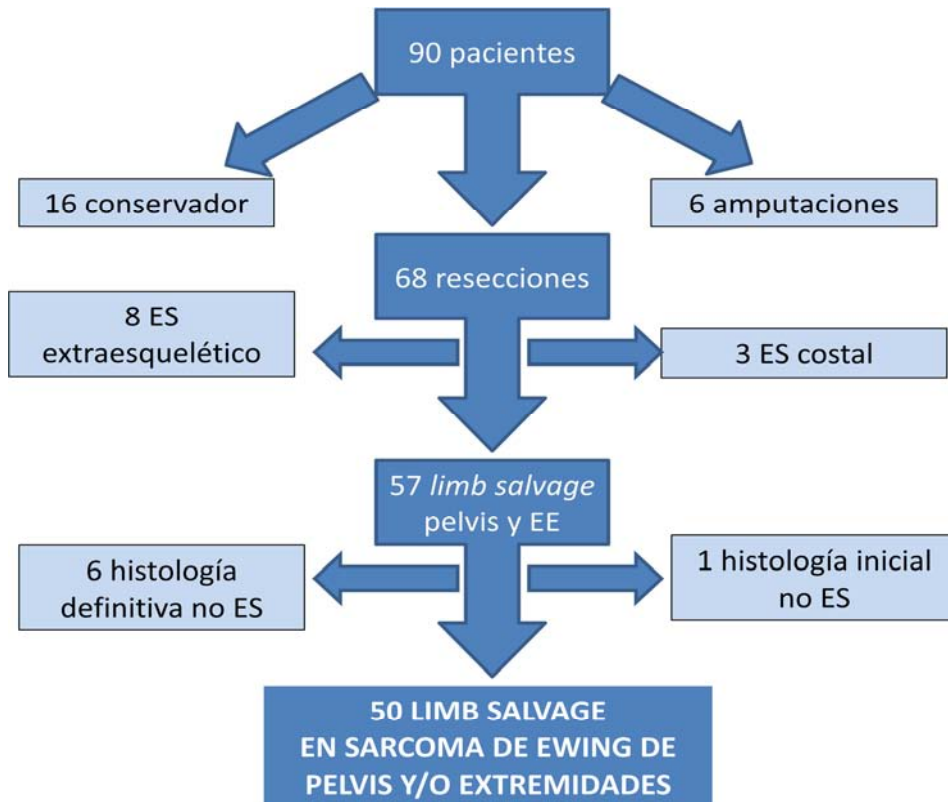 90 pacientes
16 conservador
6 amputaciones
68 resecciones
8 ES
extraesquelético
3 ES costal
57 limb salvage
pelvis y EE
6 histología
definitiva no ES
1 histología inicial
no ES
50 LIMB SALVAGE
EN SARCOMA DE EWING DE
PELVIS Y/O EXTREMIDADES